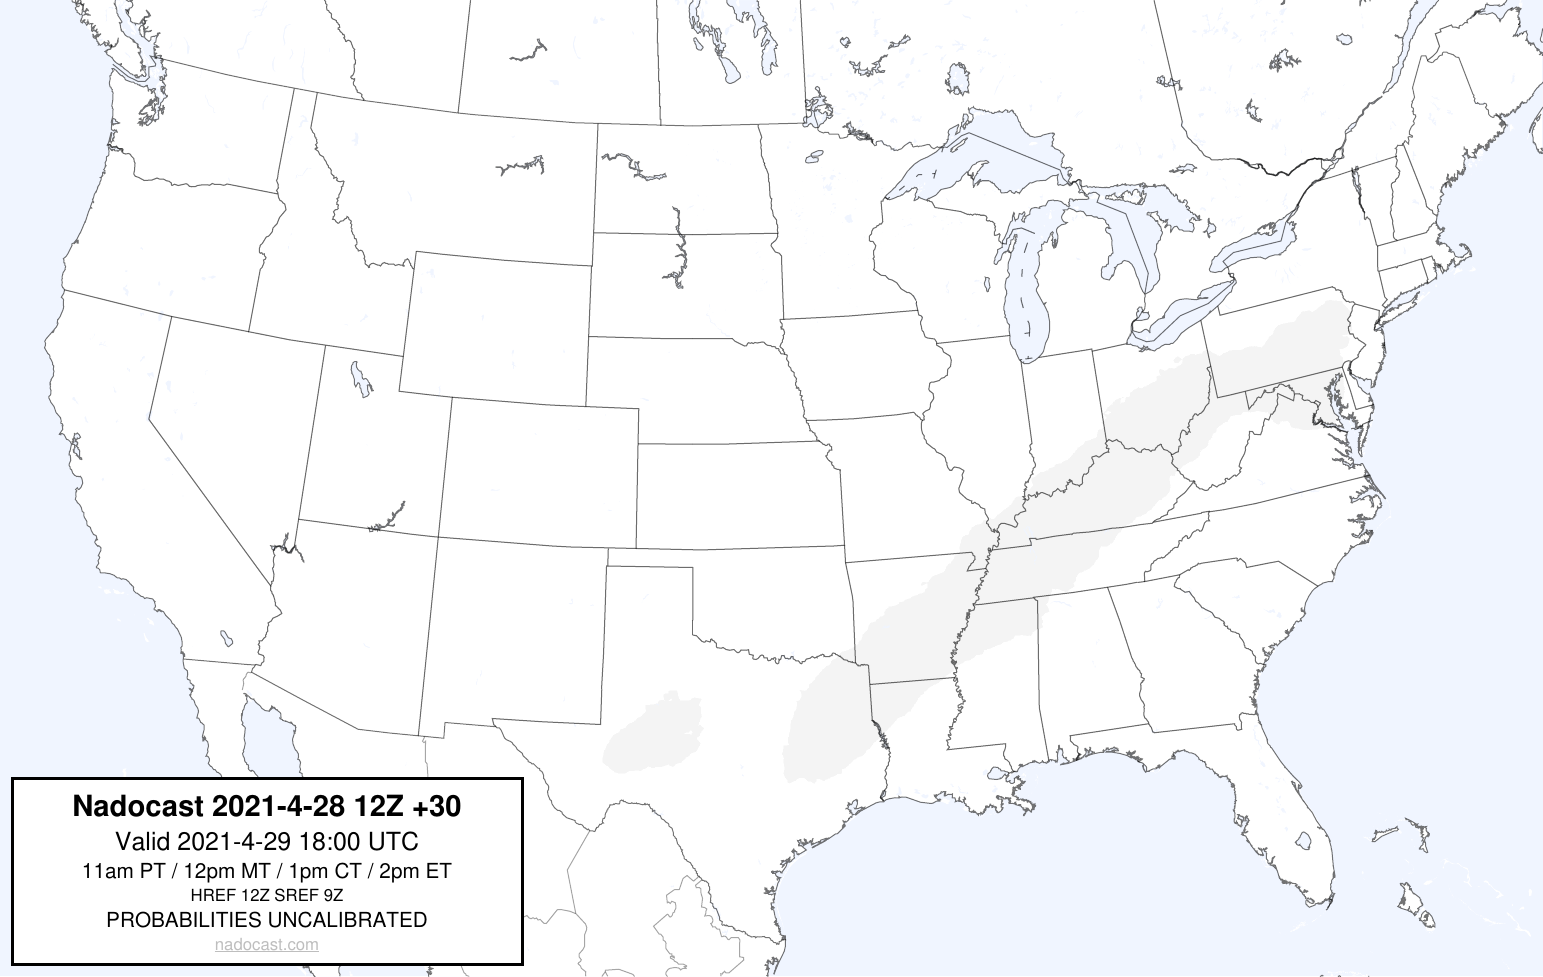 Nadocast 2021-4-28 12Z +30
Valid 2021-4-29 18:00 UTC
11am PT / 12pm MT / 1pm CT / 2pm ET
HREF 12Z SREF 9Z
PROBABILITIES UNCALIBRATED
nadocast.com